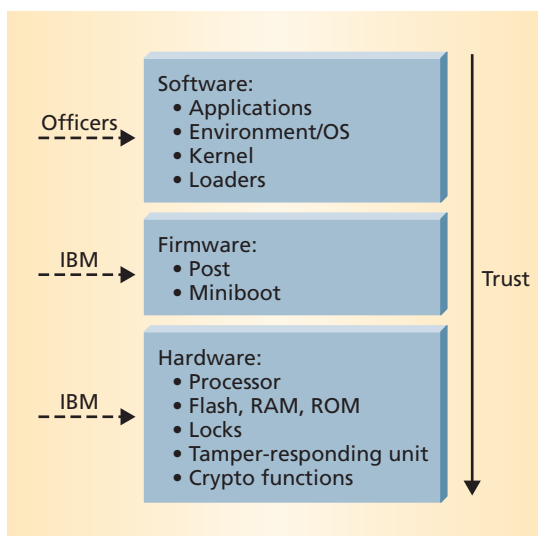 Officers
Software:
• Applications
• Environment/OS
• Kernel
• Loaders
IBM
Firmware:
• Post
• Miniboot
Trust
IBM
Hardware:
• Processor
• Flash, RAM, ROM
• Locks
• Tamper-responding unit
• Crypto functions